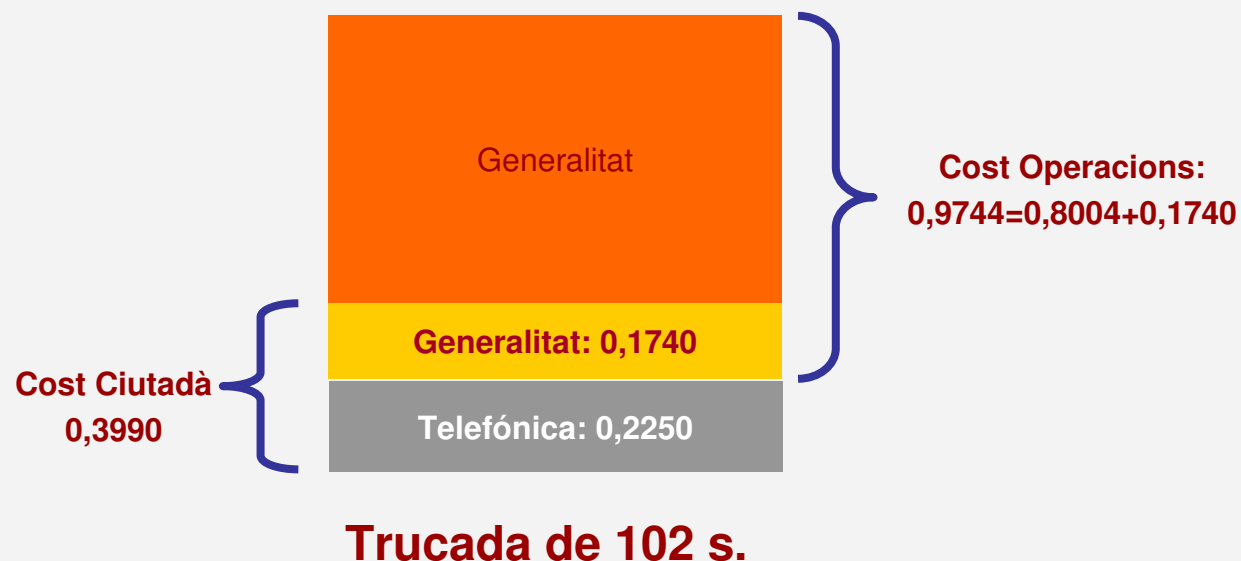 Generalitat
Cost Operacions:
0,9744=0,8004+0,1740
Generalitat: 0,1740
Cost Ciutadà
0,3990
Telefónica: 0,2250
Trucada de 102 s.